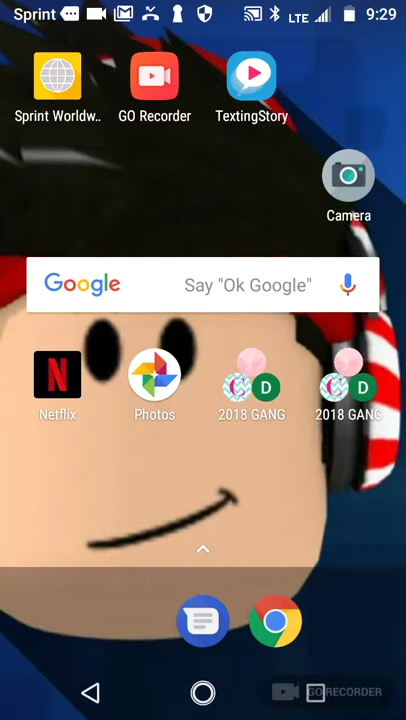 Sprint LTE 9:29
Sprint Worldw.. GO Recorder TextingStory
Camera
Google Say "Ok Google"
N
Netflix Photos 2018 GANG 2018 GANG
C D C D
GO RECORDER